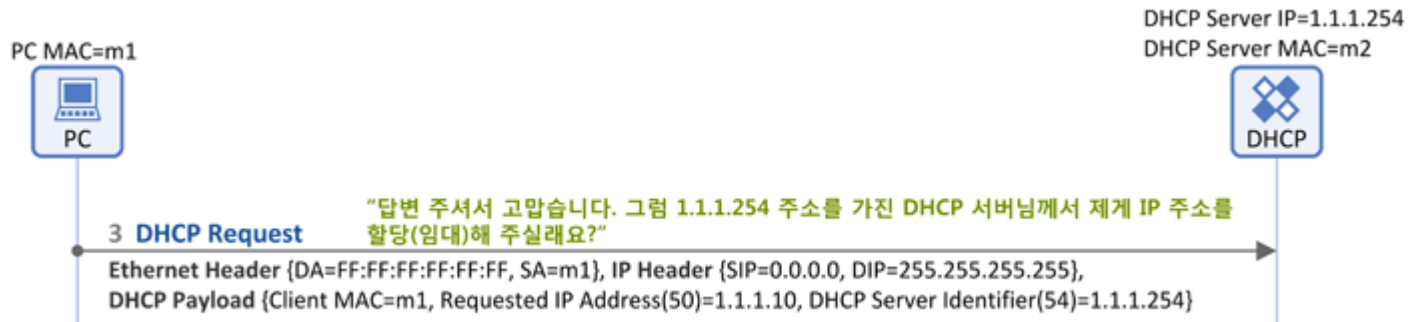 DHCP Server IP=1.1.1.254
PC MAC=m1
DHCP Server MAC=m2
PC
DHCP
"답변 주셔서 고맙습니다. 그럼 1.1.1.254 주소를 가진 DHCP 서버님께서 제게 IP 주소를
3 DHCP Request
할당(임대)해 주실래요?"
Ethernet Header {DA=FF:FF:FF:FF:FF:FF, SA=m1}, IP Header {SIP=0.0.0.0, DIP=255.255.255.255},
DHCP Payload {Client MAC=m1, Requested IP Address(50)=1.1.1.10, DHCP Server Identifier(54)=1.1.1.254}